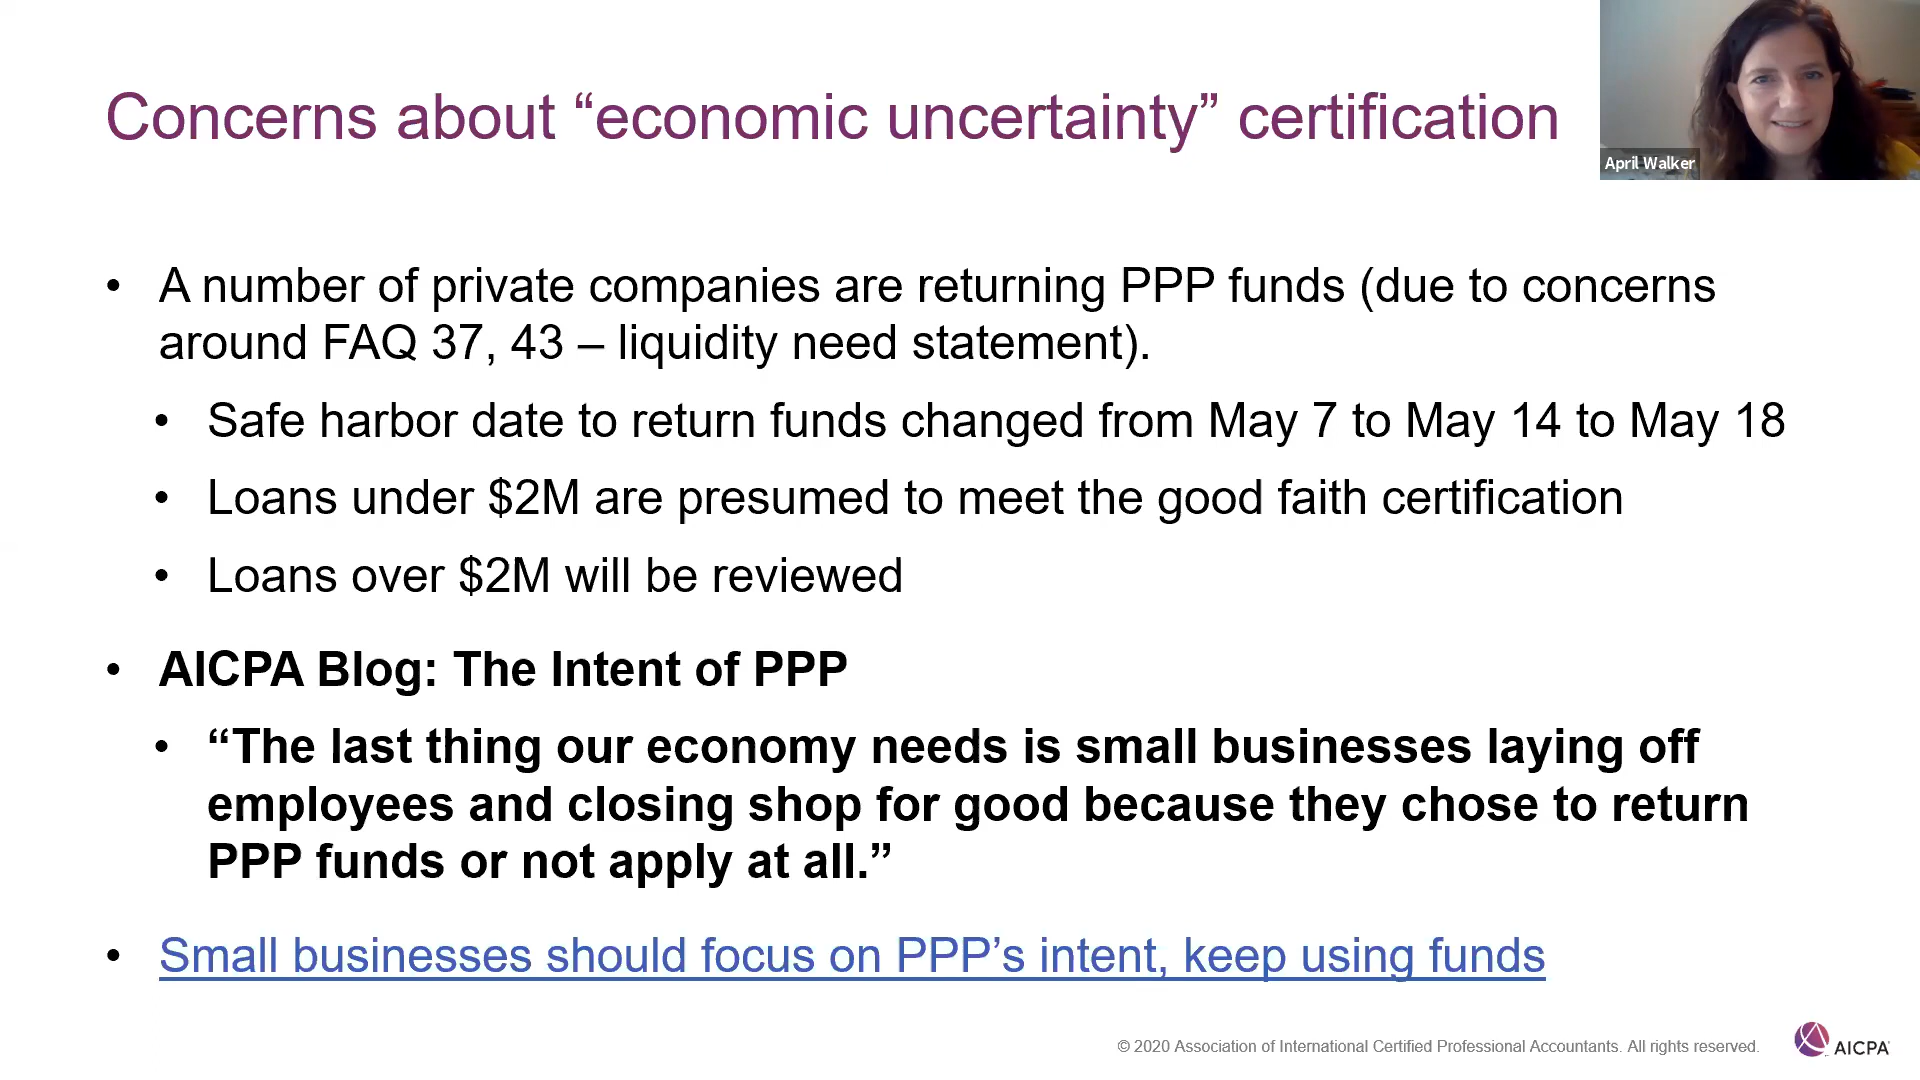 Concerns about “economic uncertainty” certification
April Walker
• A number of private companies are returning PPP funds (due to concerns
around FAQ 37, 43 – liquidity need statement).
• Safe harbor date to return funds changed from May 7 to May 14 to May 18
• Loans under $2M are presumed to meet the good faith certification
• Loans over $2M will be reviewed
• AICPA Blog: The Intent of PPP
• “The last thing our economy needs is small businesses laying off
employees and closing shop for good because they chose to return
PPP funds or not apply at all.”
• Small businesses should focus on PPP’s intent, keep using funds
© 2020 Association of International Certified Professional Accountants. All rights reserved.
AICPA